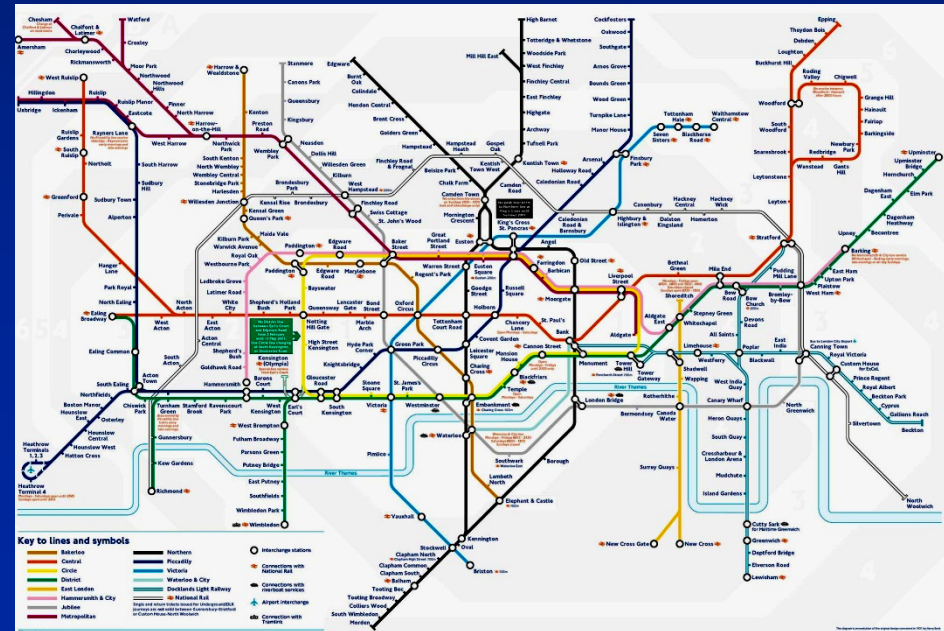 Chesham
Chalfont &
Latimer
Watford
Croxley
Amersham
Chorleywood
Rickmansworth
Moor Park
Northwood
Northwood
Hills
Pinner
North Harrow
Harrow-
on-the-Hill
Northwick
Park
Preston
Road
Wembley
Park
West Ruislip
Hillingdon
Uxbridge
Ickenham
Ruislip
Ruislip Manor
Eastcote
Rayners Lane
West Harrow
Ruislip
Gardens
South
Ruislip
Northolt
Greenford
Perivale
South Harrow
Sudbury
Hill
Sudbury Town
Alperton
Hanger
Lane
Park Royal
North Ealing
Ealing
Broadway
West
Acton
North
Acton
East
Acton
White
City
Shepherd's
Bush
Holland
Park
Notting
Hill Gate
Queensway
Lancaster
Gate
Marble
Arch
Bond
Street
Oxford
Circus
Tottenham
Court Road
Holborn
Chancery
Lane
St. Paul's
Bank
Harrow &
Wealdstone
Kenton
South Kenton
North Wembley
Wembley Central
Stonebridge Park
Harlesden
Willesden Junction
Kensal Green
Queen's Park
Kilburn Park
Maida Vale
Warwick Avenue
Royal Oak
Westbourne Park
Ladbroke Grove
Latimer Road
Paddington
Paddington
Edgware
Road
Edgware
Road
Marylebone
Baker
Street
Bayswater
Regent's Park
Great
Portland
Street
Warren Street
Euston
Square
Euston
King's Cross
St. Pancras
Stanmore
Canons Park
Queensbury
Kingsbury
Neasden
Dollis Hill
Willesden Green
Kilburn
West
Hampstead
Finchley Road
Swiss Cottage
St. John's Wood
Brondesbury
Park
Kensal Rise
Brondesbury
Finchley Road
& Frognal
Hampstead
Heath
Gospel
Oak
Kentish
Town West
Camden
Road
Caledonian
Road &
Barnsbury
Highbury &
Islington
Canonbury
Dalston
Kingsland
Hackney
Central
Homerton
Hackney
Wick
Edgware
Burnt
Oak
Colindale
Hendon Central
Brent Cross
Golders Green
Hampstead
Belsize Park
Chalk Farm
Camden Town
Mornington
Crescent
High Barnet
Totteridge & Whetstone
Woodside Park
Mill Hill East
West Finchley
Finchley Central
East Finchley
Highgate
Archway
Tufnell Park
Kentish Town
Cockfosters
Oakwood
Southgate
Arnos Grove
Bounds Green
Wood Green
Turnpike Lane
Manor House
Finsbury
Park
Arsenal
Holloway Road
Caledonian Road
Tottenham
Hale
Seven
Sisters
Blackhorse
Road
Walthamstow
Central
Epping
Theydon Bois
Debden
Loughton
Buckhurst Hill
Roding
Valley
Chigwell
Grange Hill
Hainault
Fairlop
Barkingside
Newbury
Park
Gants
Hill
Redbridge
Wanstead
Woodford
South
Woodford
Snaresbrook
Leytonstone
Leyton
Stratford
Upminster
Upminster
Bridge
Hornchurch
Elm Park
Dagenham
East
Dagenham
Heathway
Becontree
Upney
Barking
East Ham
Upton Park
Plaistow
West Ham
Bromley-
by-Bow
Bow
Road
Mile End
Bethnal
Green
Stepney Green
Whitechapel
Shoreditch
Aldgate
East
Aldgate
Liverpool
Street
Moorgate
Barbican
Farringdon
Angel
Old Street
Pudding
Mill Lane
Bow
Church
Devons
Road
All Saints
Poplar
Blackwall
East
India
Canning
Town
Royal Victoria
Custom House
for ExCeL
Prince Regent
Royal Albert
Beckton Park
Cyprus
Gallions Reach
Beckton
Silvertown
North
Woolwich
North
Greenwich
Canary Wharf
West India
Quay
Heron Quays
South Quay
Crossharbour &
London Arena
Mudchute
Island Gardens
Cutty Sark
for Maritime Greenwich
Greenwich
Deptford Bridge
Elverson Road
Lewisham
Limehouse
Westferry
Shadwell
Wapping
Rotherhithe
Canada
Water
Surrey Quays
New Cross Gate
New Cross
Bermondsey
London Bridge
Southwark
Tower
Gateway
Tower
Hill
Monument
Cannon Street
Mansion
House
Blackfriars
Temple
Embankment
Westminster
St. James's
Park
Victoria
Sloane
Square
South
Kensington
Gloucester
Road
High Street
Kensington
Kensington
(Olympia)
Earl's
Court
West
Kensington
Barons
Court
Hammersmith
Goldhawk Road
Shepherd's
Bush
Acton
Central
South
Acton
Ealing Common
Acton
Town
South Ealing
Northfields
Boston Manor
Hounslow
East
Osterley
Hounslow
Central
Hounslow West
Hatton Cross
Heathrow
Terminals
1, 2, 3
Heathrow
Terminal 4
Chiswick
Park
Turnham
Green
Stamford
Brook
Ravenscourt
Park
Gunnersbury
Kew Gardens
Richmond
West Brompton
Fulham Broadway
Parsons Green
Putney Bridge
East Putney
Southfields
Wimbledon Park
Wimbledon
Knightsbridge
Hyde Park
Corner
Green Park
Piccadilly
Circus
Leicester
Square
Covent Garden
Russell
Square
Goodge
Street
Charing
Cross
Waterloo
Lambeth
North
Elephant & Castle
Borough
Kennington
Oval
Stockwell
Pimlico
Vauxhall
Brixton
Clapham North
Clapham Common
Clapham South
Balham
Tooting Bec
Tooting Broadway
Colliers Wood
South Wimbledon
Morden
River Thames
River Thames
Key to lines and symbols
Bakerloo
Central
Circle
District
East London
Hammersmith & City
Jubilee
Metropolitan
Northern
Piccadilly
Victoria
Waterloo & City
Docklands Light Railway
National Rail
Interchange stations
Connections with
National Rail
Connections with
riverboat services
Airport interchange
Connection with
Tramlink